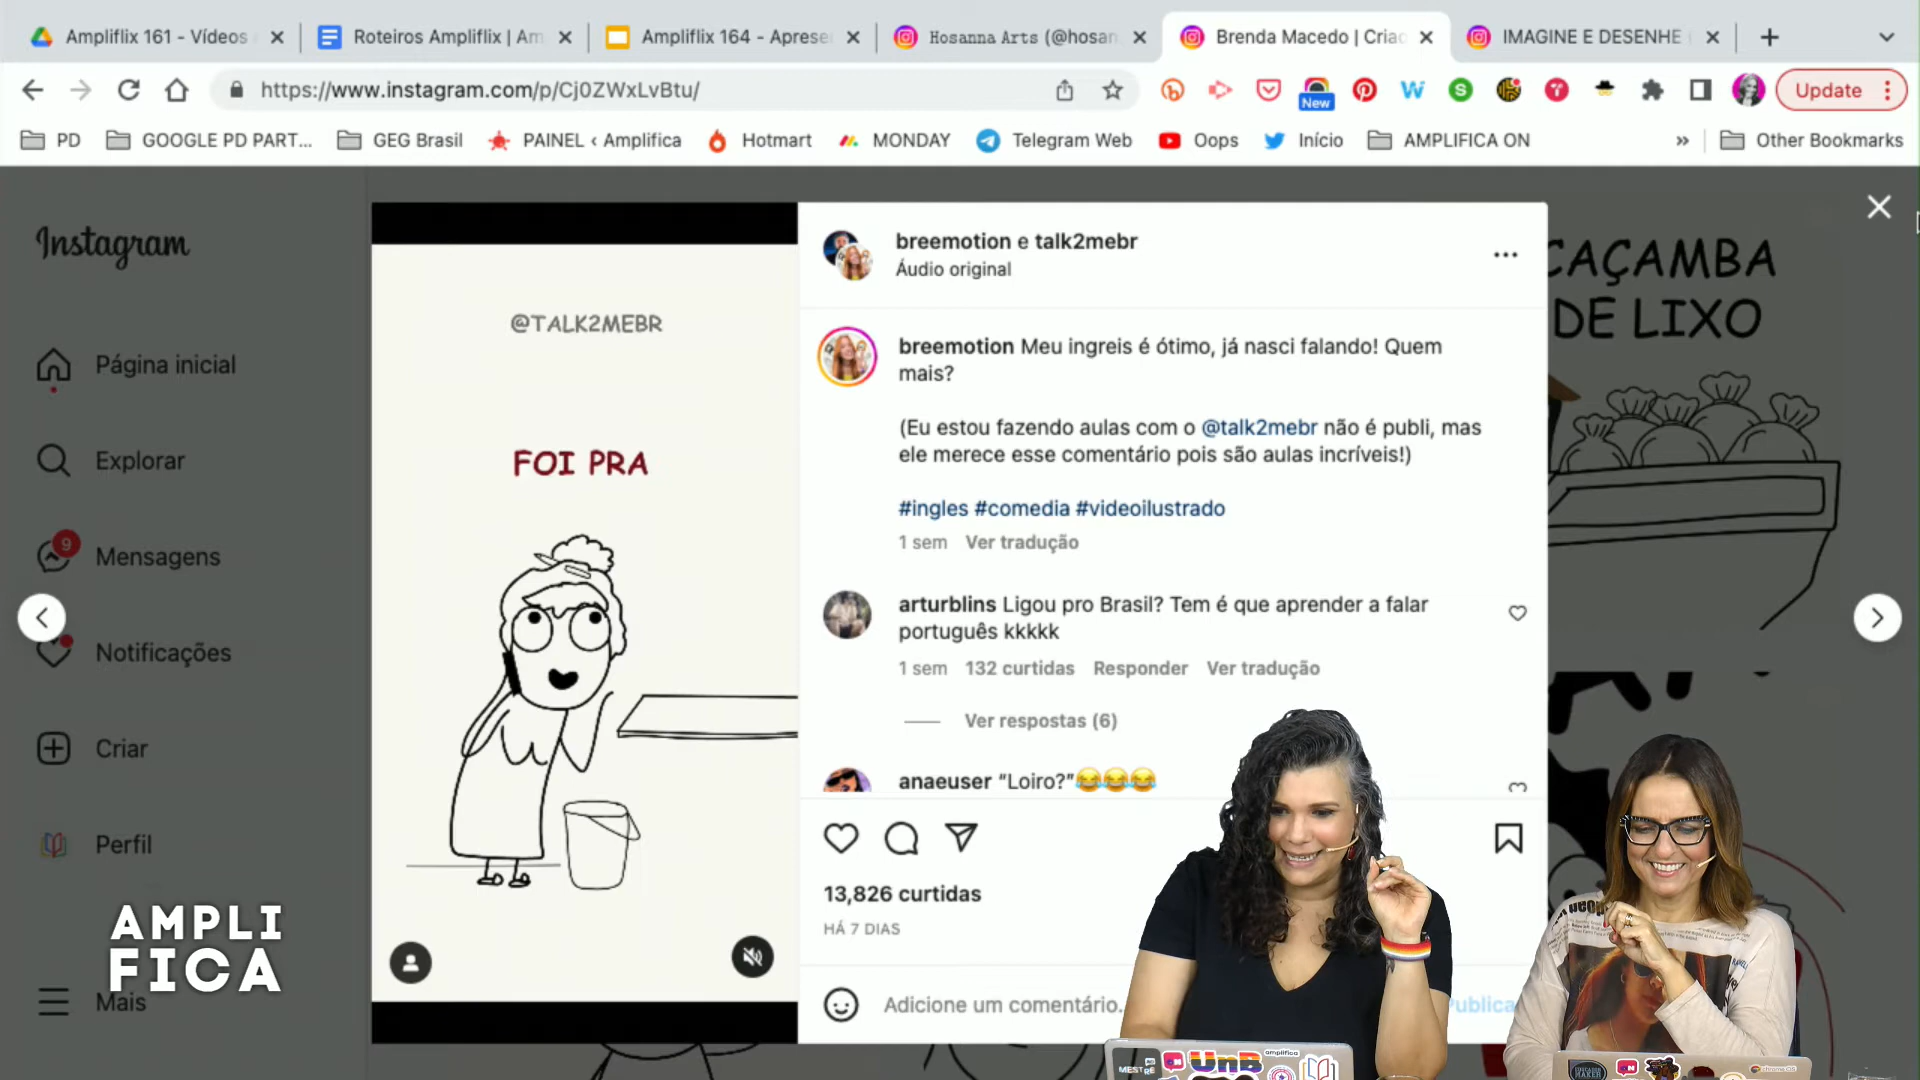 Ampliflix 161 - Vídeos
Roteiros Ampliflix | Am
Ampliflix 164 - Aprese
Hosanna Arts (@hosan
Brenda Macedo | Criac
IMAGINE E DESENHE
https://www.instagram.com/p/Cj0ZWxLvBtu/
New
Update
PD
GOOGLE PD PART...
GEG Brasil
PAINEL ‹ Amplifica
Hotmart
MONDAY
Telegram Web
Oops
Início
AMPLIFICA ON
»
Other Bookmarks
Instagram
Página inicial
Explorar
9
Mensagens
Notificações
Criar
Perfil
Mais
AMPLI
FICA
@TALK2MEBR
FOI PRA
breemotion e talk2mebr
Áudio original
breemotion Meu ingreis é ótimo, já nasci falando! Quem
mais?
(Eu estou fazendo aulas com o @talk2mebr não é publi, mas
ele merece esse comentário pois são aulas incríveis!)
#ingles #comedia #videoilustrado
1 sem Ver tradução
arturblins Ligou pro Brasil? Tem é que aprender a falar
português kkkkk
1 sem 132 curtidas Responder Ver tradução
Ver respostas (6)
anaeuser “Loiro?”😂😂😂
13,826 curtidas
HÁ 7 DIAS
Adicione um comentário.
Publica
CAÇAMBA
DE LIXO
MESTRE
UnB
amplifica